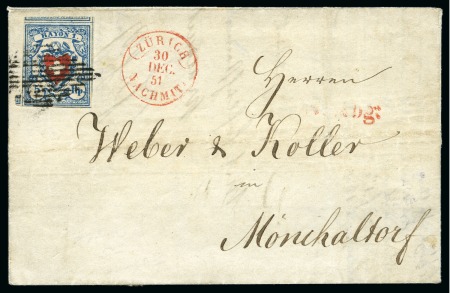 RAYON I
ZÜRICH
30
DEC.
51
NACHMIT.
Herren
Weber & Koller
in
Mönchaltorf